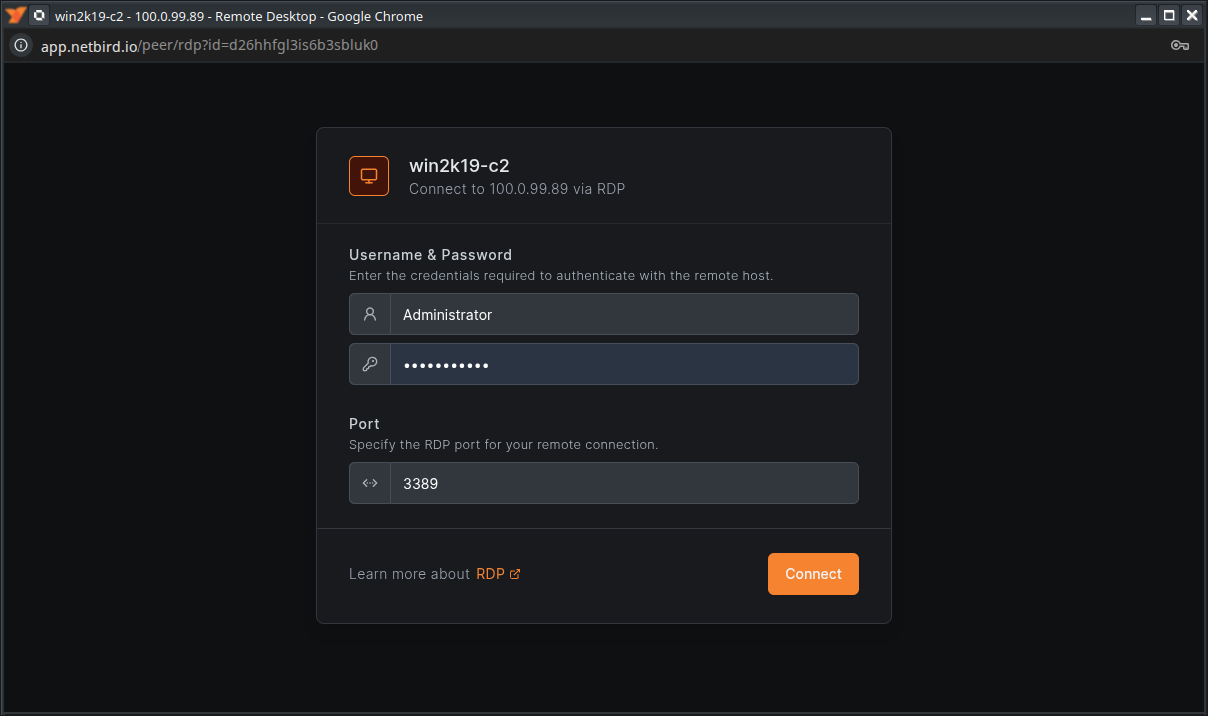 win2k19-c2 - 100.0.99.89 - Remote Desktop - Google Chrome
app.netbird.io/peer/rdp?id=d26hhfgl3is6b3sbluk0
win2k19-c2
Connect to 100.0.99.89 via RDP
Username & Password
Enter the credentials required to authenticate with the remote host.
Administrator
•••••••••••
Port
Specify the RDP port for your remote connection.
3389
Learn more about RDP
Connect